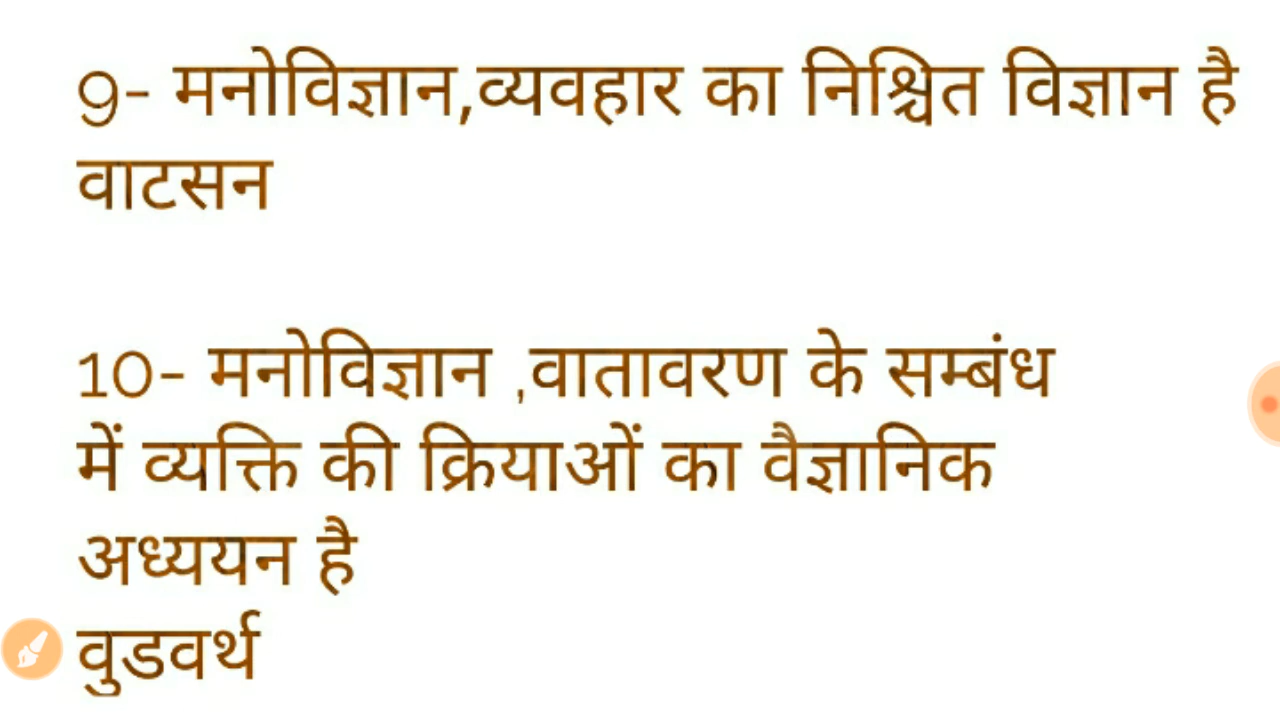 9- मनोविज्ञान,व्यवहार का निश्चित विज्ञान है
वाटसन
10- मनोविज्ञान ,वातावरण के सम्बंध
में व्यक्ति की क्रियाओं का वैज्ञानिक
अध्ययन है
वुडवर्थ